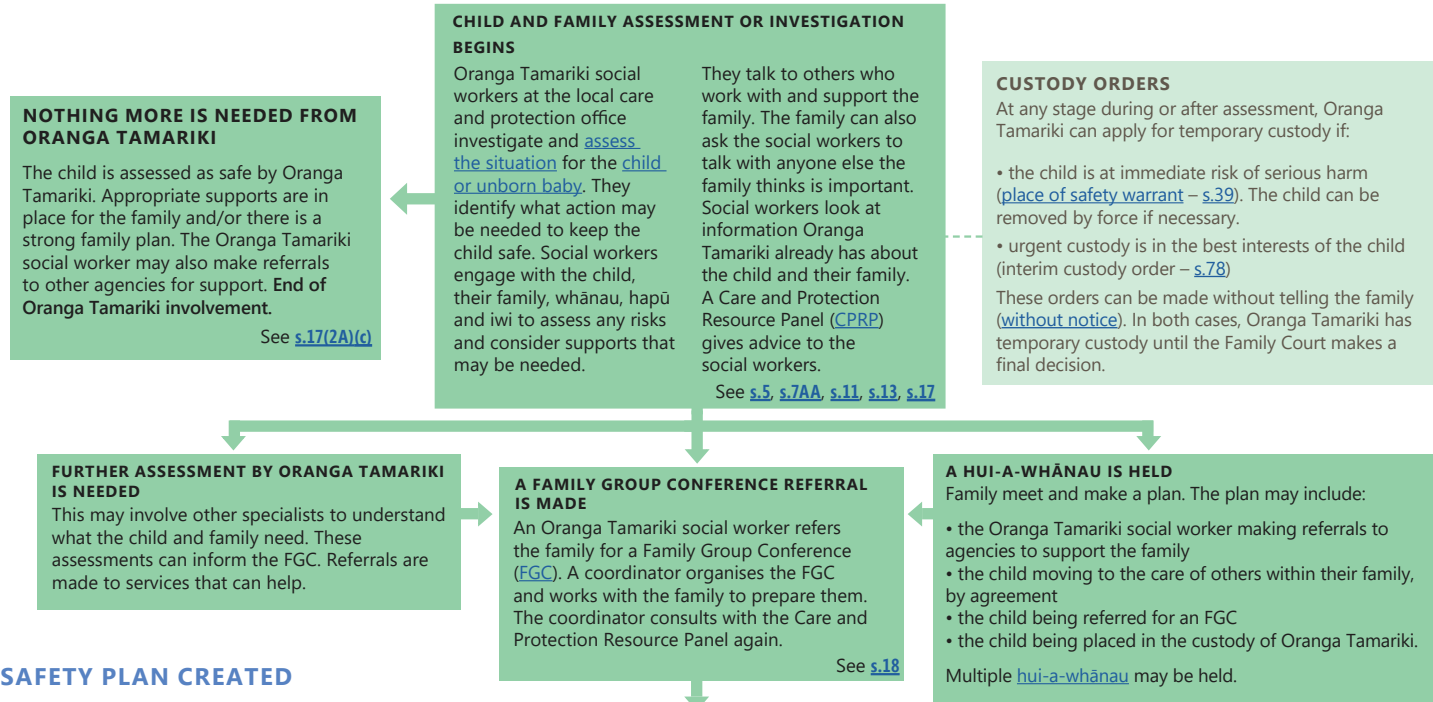 CHILD AND FAMILY ASSESSMENT OR INVESTIGATION
BEGINS
Oranga Tamariki social
workers at the local care
and protection office
investigate and assess
the situation for the child
or unborn baby. They
identify what action may
be needed to keep the
child safe. Social workers
engage with the child,
their family, whānau, hapū
and iwi to assess any risks
and consider supports that
may be needed.
They talk to others who
work with and support the
family. The family can also
ask the social workers to
talk with anyone else the
family thinks is important.
Social workers look at
information Oranga
Tamariki already has about
the child and their family.
A Care and Protection
Resource Panel (CPRP)
gives advice to the
social workers.
See s.5, s.7AA, s.11, s.13, s.17
NOTHING MORE IS NEEDED FROM
ORANGA TAMARIKI
The child is assessed as safe by Oranga
Tamariki. Appropriate supports are in
place for the family and/or there is a
strong family plan. The Oranga Tamariki
social worker may also make referrals
to other agencies for support. End of
Oranga Tamariki involvement.
See s.17(2A)(c)
CUSTODY ORDERS
At any stage during or after assessment, Oranga
Tamariki can apply for temporary custody if:
• the child is at immediate risk of serious harm
(place of safety warrant – s.39). The child can be
removed by force if necessary.
• urgent custody is in the best interests of the child
(interim custody order – s.78)
These orders can be made without telling the family
(without notice). In both cases, Oranga Tamariki has
temporary custody until the Family Court makes a
final decision.
FURTHER ASSESSMENT BY ORANGA TAMARIKI
IS NEEDED
This may involve other specialists to understand
what the child and family need. These
assessments can inform the FGC. Referrals are
made to services that can help.
A FAMILY GROUP CONFERENCE REFERRAL
IS MADE
An Oranga Tamariki social worker refers
the family for a Family Group Conference
(FGC). A coordinator organises the FGC
and works with the family to prepare them.
The coordinator consults with the Care and
Protection Resource Panel again.
See s.18
A HUI-A-WHĀNAU IS HELD
Family meet and make a plan. The plan may include:
• the Oranga Tamariki social worker making referrals to
agencies to support the family
• the child moving to the care of others within their family,
by agreement
• the child being referred for an FGC
• the child being placed in the custody of Oranga Tamariki.
Multiple hui-a-whānau may be held.
SAFETY PLAN CREATED